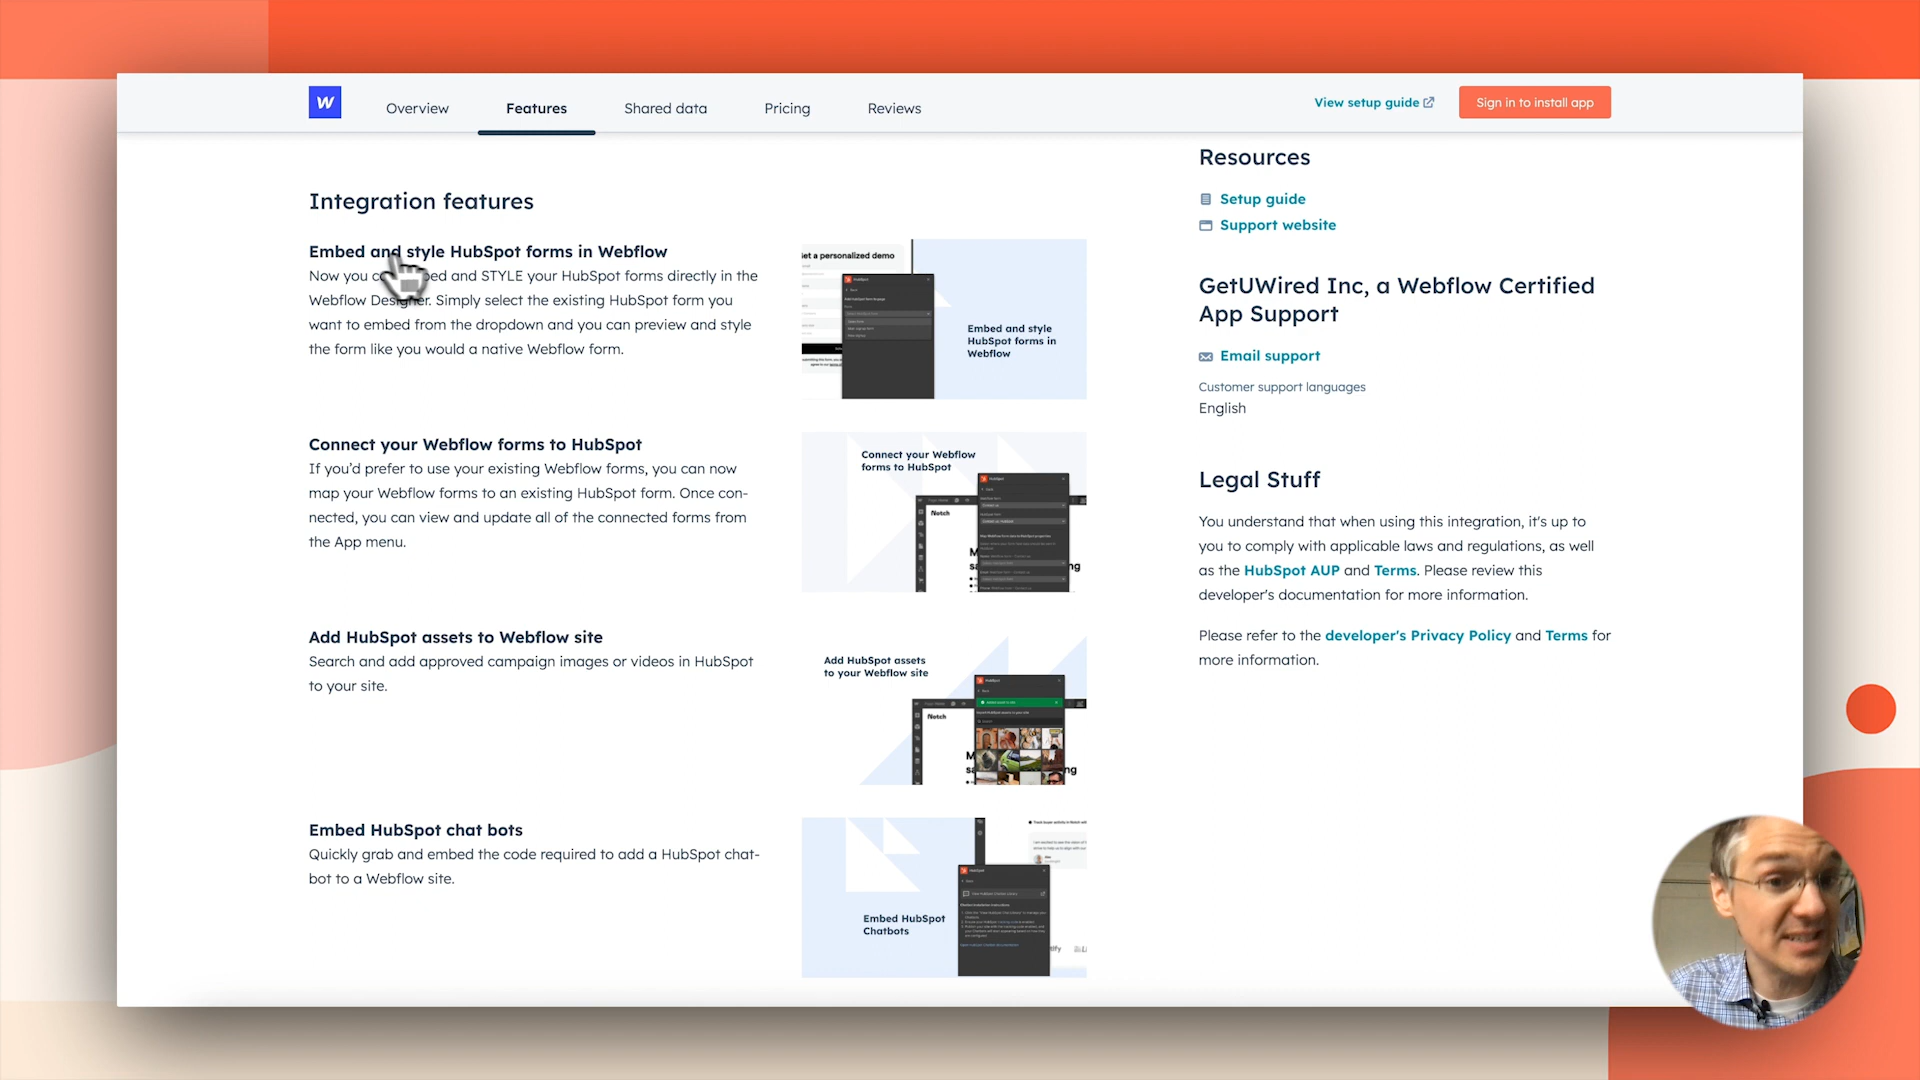 W
Overview
Features
Shared data
Pricing
Reviews
View setup guide
Sign in to install app
Integration features
Embed and style HubSpot forms in Webflow
Now you embed and STYLE your HubSpot forms directly in the
Webflow Designer. Simply select the existing HubSpot form you
want to embed from the dropdown and you can preview and style
the form like you would a native Webflow form.
a personalized demo
HubSpot
Embed and style
HubSpot forms in
Webflow
Connect your Webflow forms to HubSpot
If you’d prefer to use your existing Webflow forms, you can now
map your Webflow forms to an existing HubSpot form. Once con-
nected, you can view and update all of the connected forms from
the App menu.
Connect your Webflow
forms to HubSpot
HubSpot
Notch
Add HubSpot assets to Webflow site
Search and add approved campaign images or videos in HubSpot
to your site.
Add HubSpot assets
to your Webflow site
HubSpot
Notch
Embed HubSpot chat bots
Quickly grab and embed the code required to add a HubSpot chat-
bot to a Webflow site.
Embed HubSpot
Chatbots
HubSpot
Resources
Setup guide
Support website
GetUWired Inc, a Webflow Certified
App Support
Email support
Customer support languages
English
Legal Stuff
You understand that when using this integration, it's up to
you to comply with applicable laws and regulations, as well
as the HubSpot AUP and Terms. Please review this
developer's documentation for more information.
Please refer to the developer's Privacy Policy and Terms for
more information.